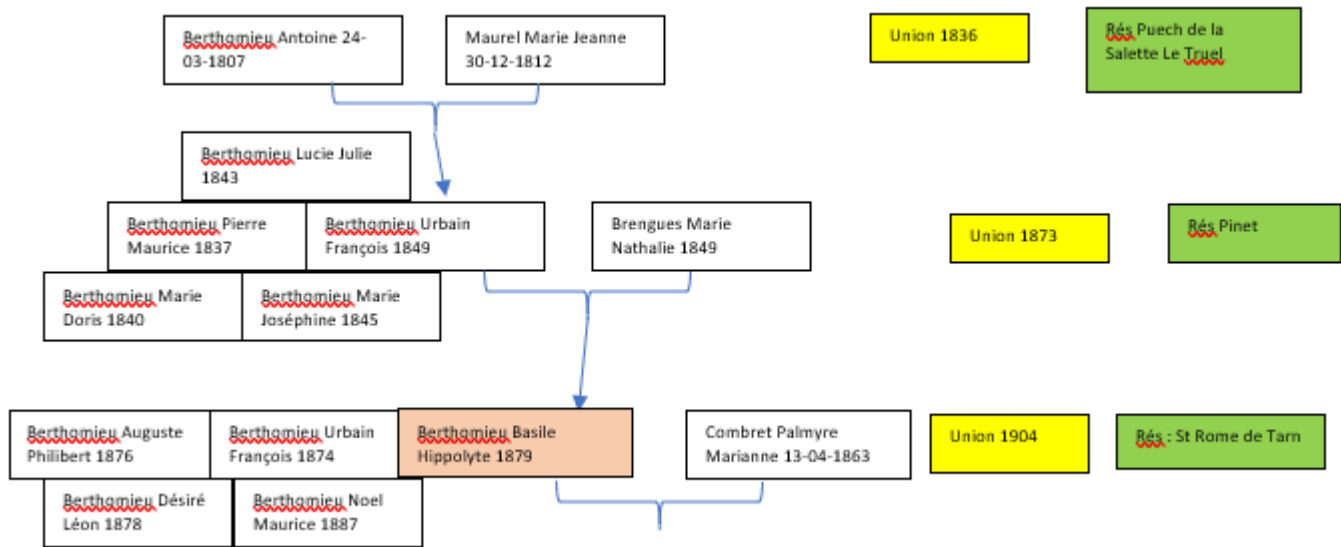 Berthomieu Antoine 24-
03-1807
Maurel Marie Jeanne
30-12-1812
Union 1836
Rés Puech de la
Salette Le Truel
Berthomieu Lucie Julie
1843
Berthomieu Pierre
Maurice 1837
Berthomieu Urbain
François 1849
Brengues Marie
Nathalie 1849
Union 1873
Rés Pinet
Berthomieu Marie
Doris 1840
Berthomieu Marie
Joséphine 1845
Berthomieu Auguste
Philibert 1876
Berthomieu Urbain
François 1874
Berthomieu Basile
Hippolyte 1879
Combret Palmyre
Marianne 13-04-1863
Union 1904
Rés : St Rome de Tarn
Berthomieu Désiré
Léon 1878
Berthomieu Noel
Maurice 1887